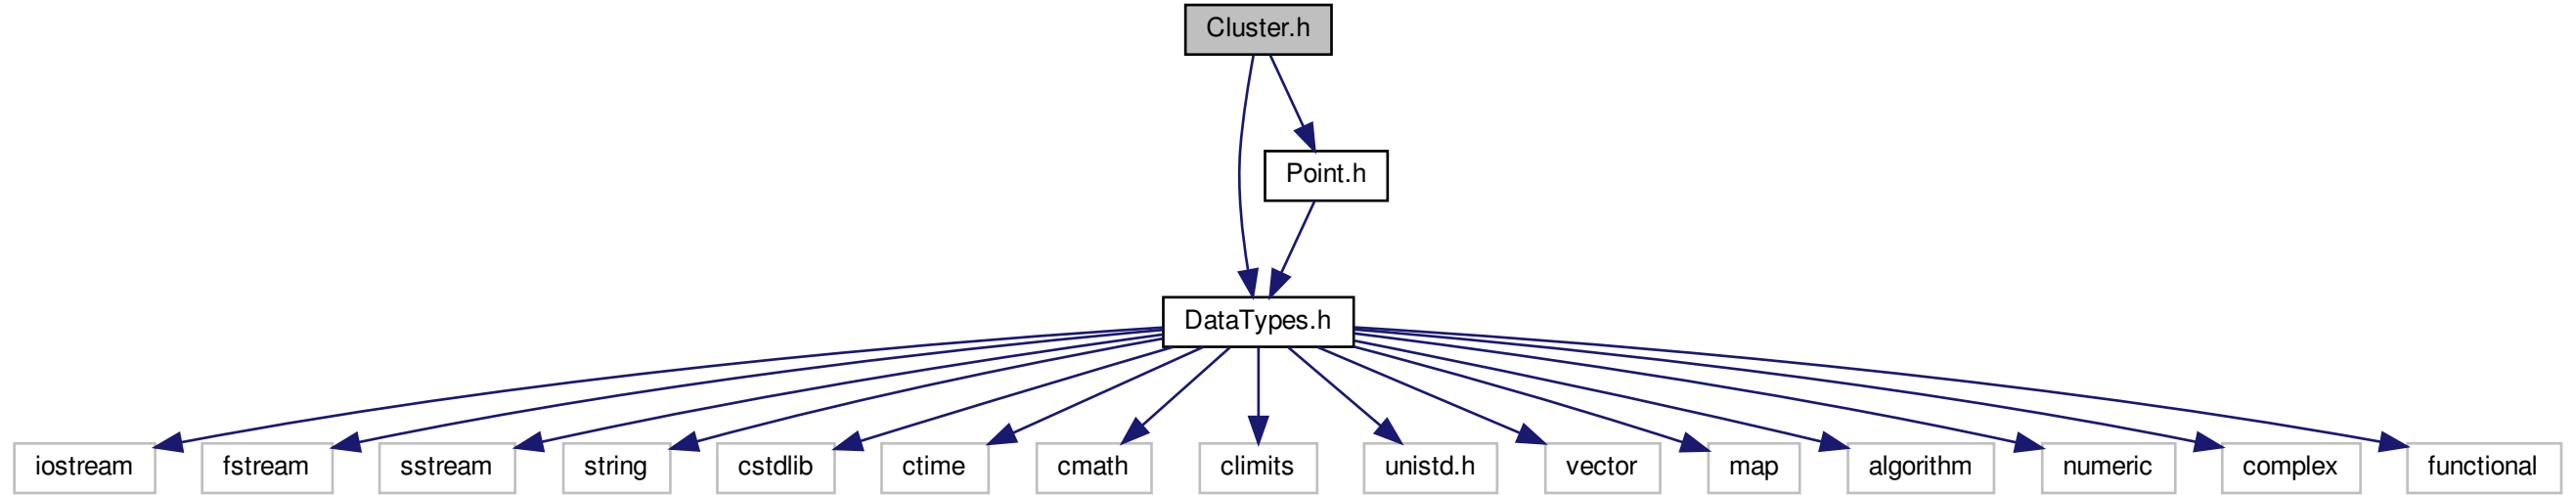 Cluster.h
Point.h
DataTypes.h
iostream
fstream
sstream
string
cstdlib
ctime
cmath
climits
unistd.h
vector
map
algorithm
numeric
complex
functional